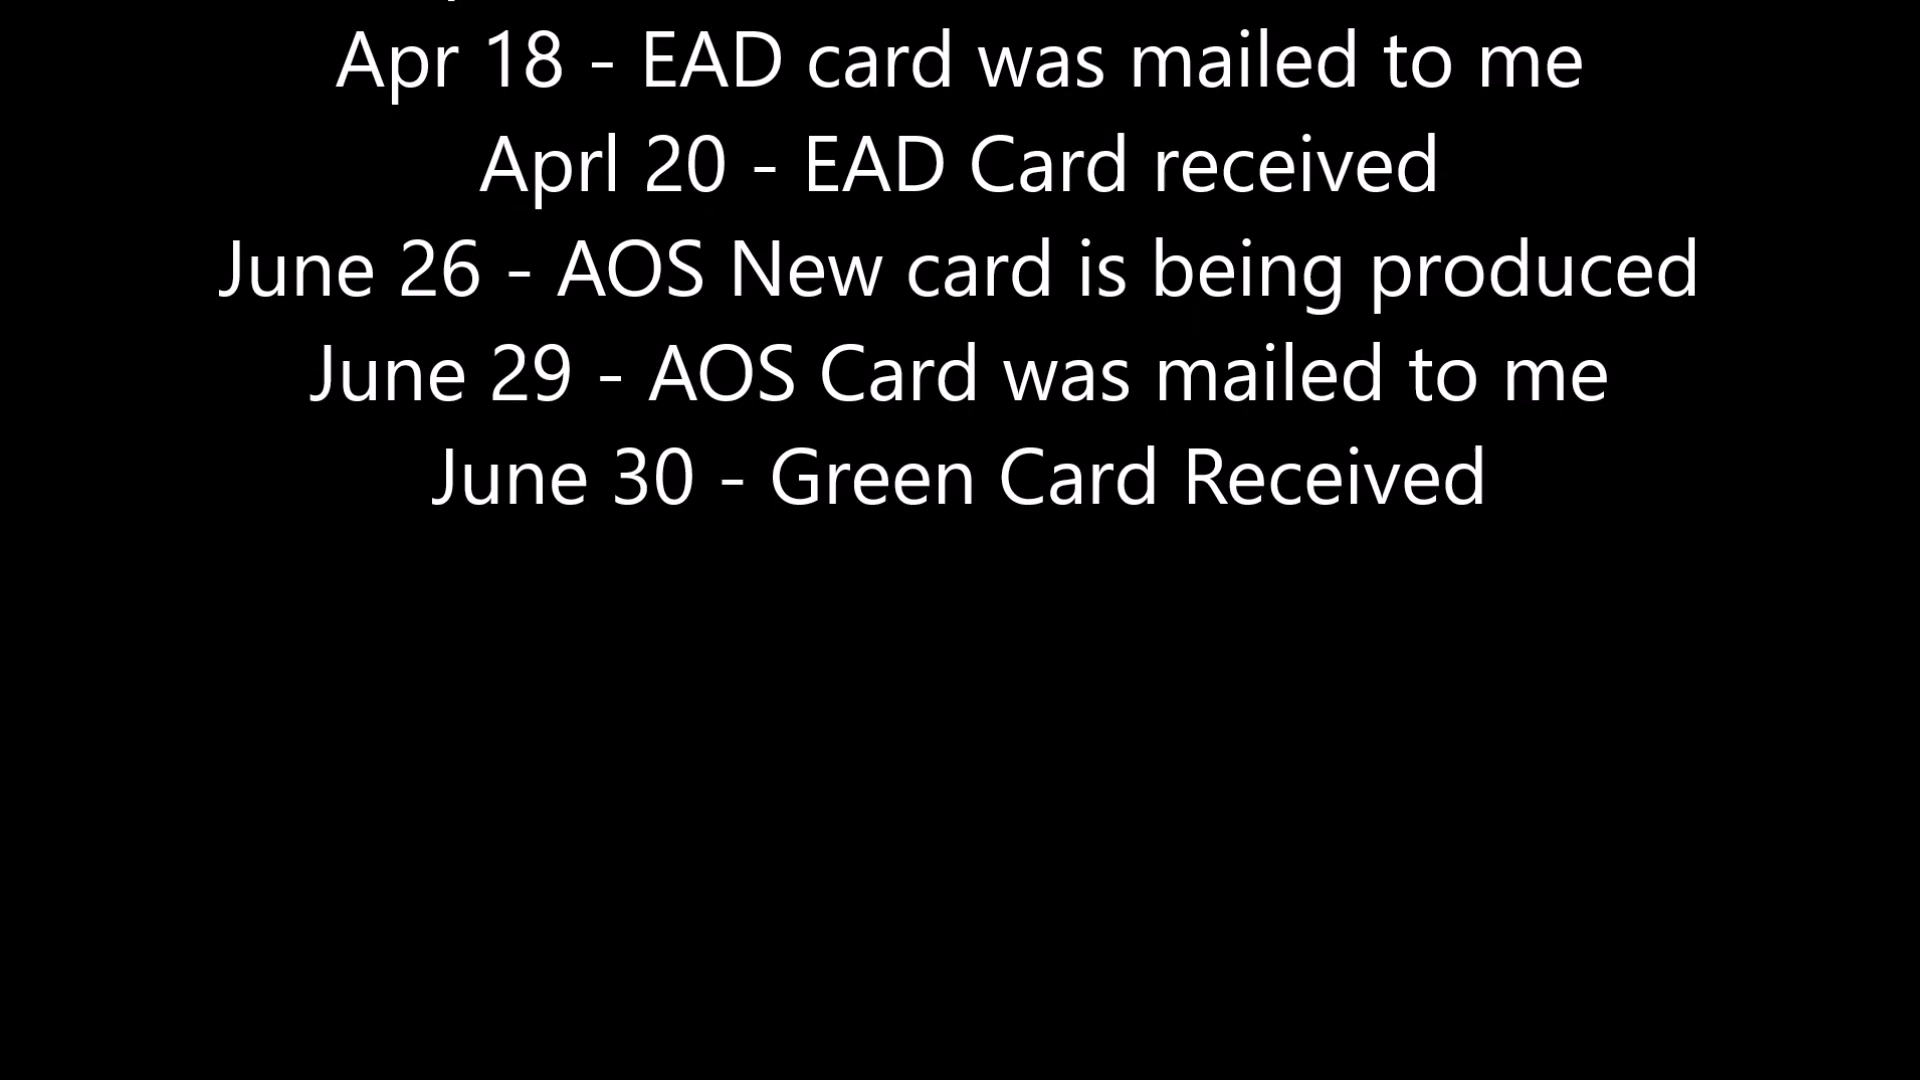 Apr 18 - EAD card was mailed to me
Aprl 20 - EAD Card received
June 26 - AOS New card is being produced
June 29 - AOS Card was mailed to me
June 30 - Green Card Received